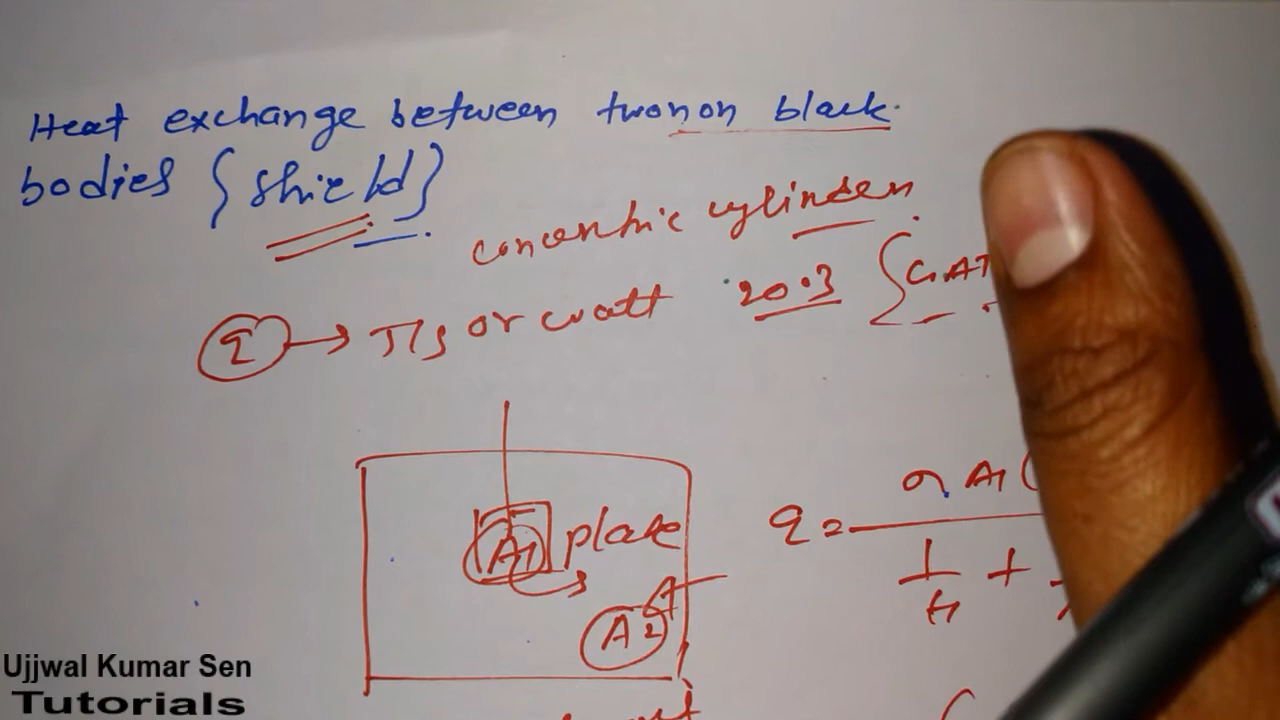 Heat exchange between two non black.
bodies {shield}
concentric cylinder
q → J/s or watt 20.3 {GAT
A1 plate
A2
q = σ A1 (
1 +
Ujjwal Kumar Sen
Tutorials